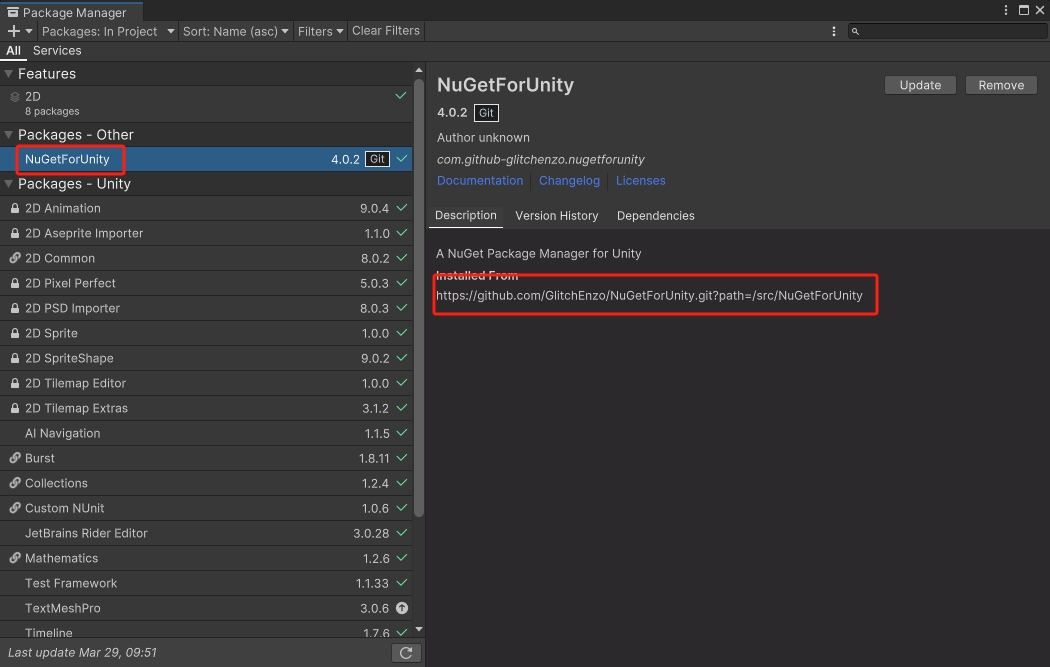 Package Manager
Packages: In Project Sort: Name (asc) Filters Clear Filters
All Services
Features
2D
8 packages
Packages - Other
NuGetForUnity 4.0.2 Git
Packages - Unity
2D Animation 9.0.4
2D Aseprite Importer 1.1.0
2D Common 8.0.2
2D Pixel Perfect 5.0.3
2D PSD Importer 8.0.3
2D Sprite 1.0.0
2D SpriteShape 9.0.2
2D Tilemap Editor 1.0.0
2D Tilemap Extras 3.1.2
AI Navigation 1.1.5
Burst 1.8.11
Collections 1.2.4
Custom NUnit 1.0.6
JetBrains Rider Editor 3.0.28
Mathematics 1.2.6
Test Framework 1.1.33
TextMeshPro 3.0.6
Timeline 1.7.6
Last update Mar 29, 09:51
NuGetForUnity
Update Remove
4.0.2 Git
Author unknown
com.github-glitchenzo.nugetforunity
Documentation Changelog Licenses
Description Version History Dependencies
A NuGet Package Manager for Unity
Installed From
https://github.com/GlitchEnzo/NuGetForUnity.git?path=/src/NuGetForUnity